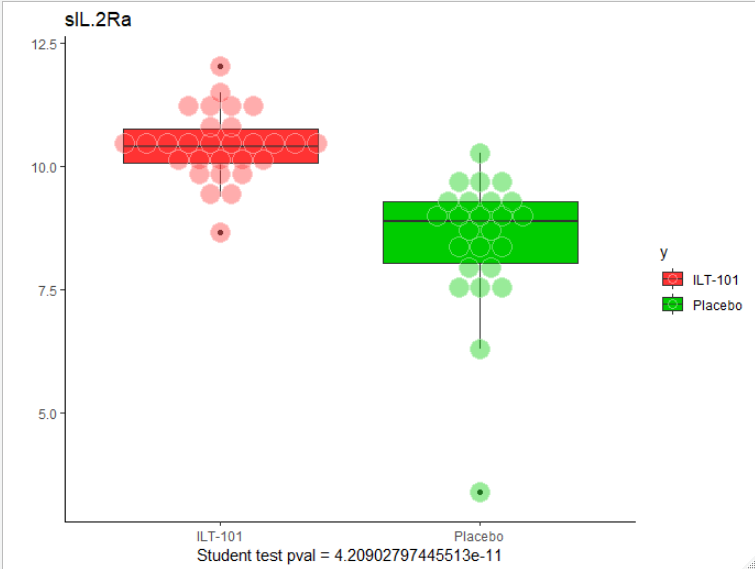 sIL.2Ra
12.5
10.0
7.5
5.0
ILT-101
Placebo
Student test pval = 4.20902797445513e-11
y
ILT-101
Placebo